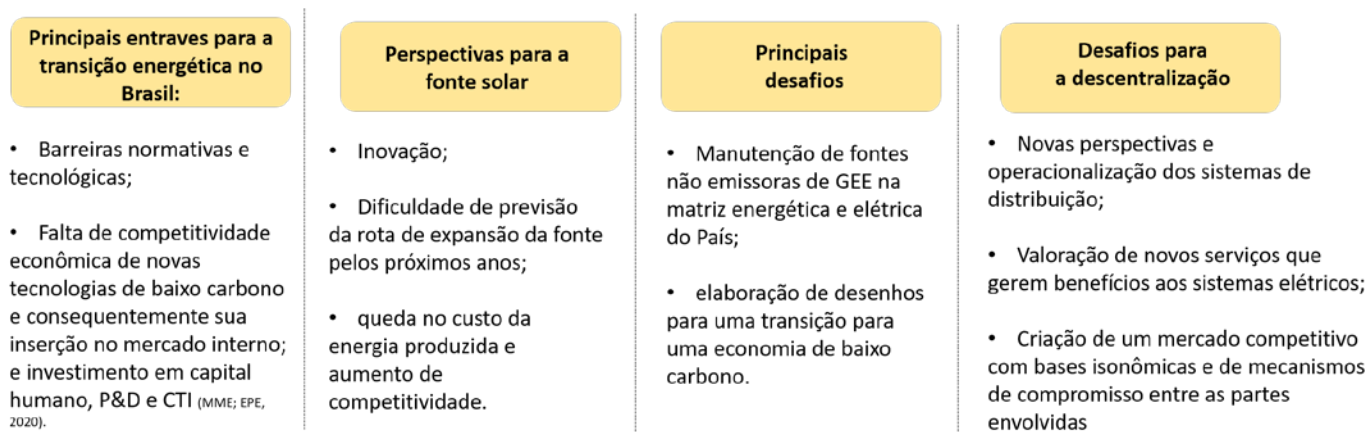 Principais entraves para a
transição energética no
Brasil:
• Barreiras normativas e
tecnológicas;
• Falta de competitividade
econômica de novas
tecnologias de baixo carbono
e consequentemente sua
inserção no mercado interno;
e investimento em capital
humano, P&D e CTI (MME; EPE,
2020).
Perspectivas para a
fonte solar
• Inovação;
• Dificuldade de previsão
da rota de expansão da fonte
pelos próximos anos;
• queda no custo da
energia produzida e
aumento de
competitividade.
Principais
desafios
• Manutenção de fontes
não emissoras de GEE na
matriz energética e elétrica
do País;
• elaboração de desenhos
para uma transição para
uma economia de baixo
carbono.
Desafios para
a descentralização
• Novas perspectivas e
operacionalização dos sistemas de
distribuição;
• Valoração de novos serviços que
gerem benefícios aos sistemas elétricos;
• Criação de um mercado competitivo
com bases isonômicas e de mecanismos
de compromisso entre as partes
envolvidas